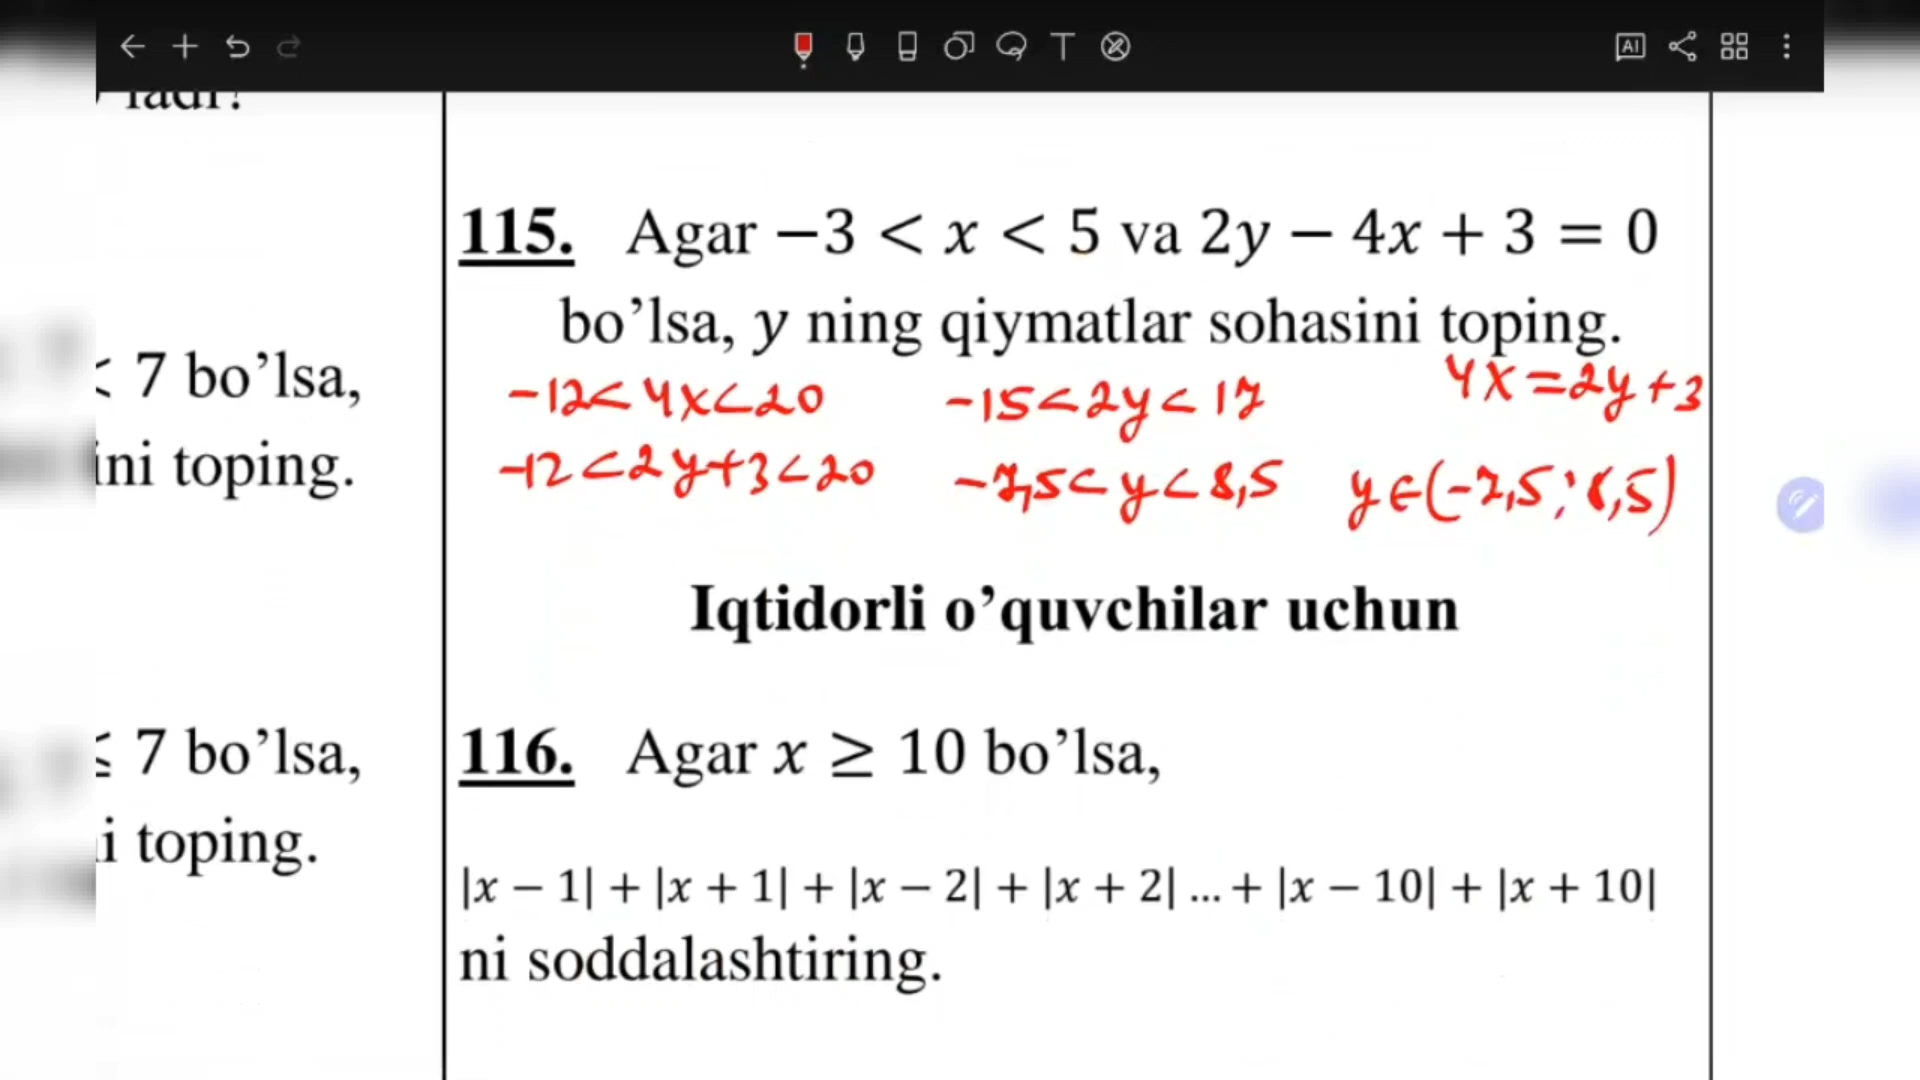 < 7 bo’lsa,
ini toping.
≤ 7 bo’lsa,
i toping.
115. Agar −3 < x < 5 va 2y − 4x + 3 = 0
bo’lsa, y ning qiymatlar sohasini toping.
-12<4x<20 -15<2y<17 4x=2y+3
-12<2y+3<20 -7,5<y<8,5 y∈(-7,5;8,5)
Iqtidorli o’quvchilar uchun
116. Agar x ≥ 10 bo’lsa,
|x − 1| + |x + 1| + |x − 2| + |x + 2| ... + |x − 10| + |x + 10|
ni soddalashtiring.